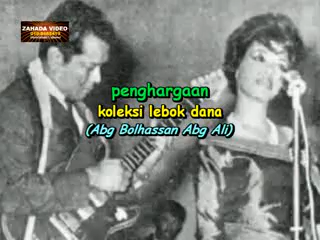 ZAHADA VIDEO
penghargaan
koleksi lebok dana
(Abg Bolhassan Abg Ali)